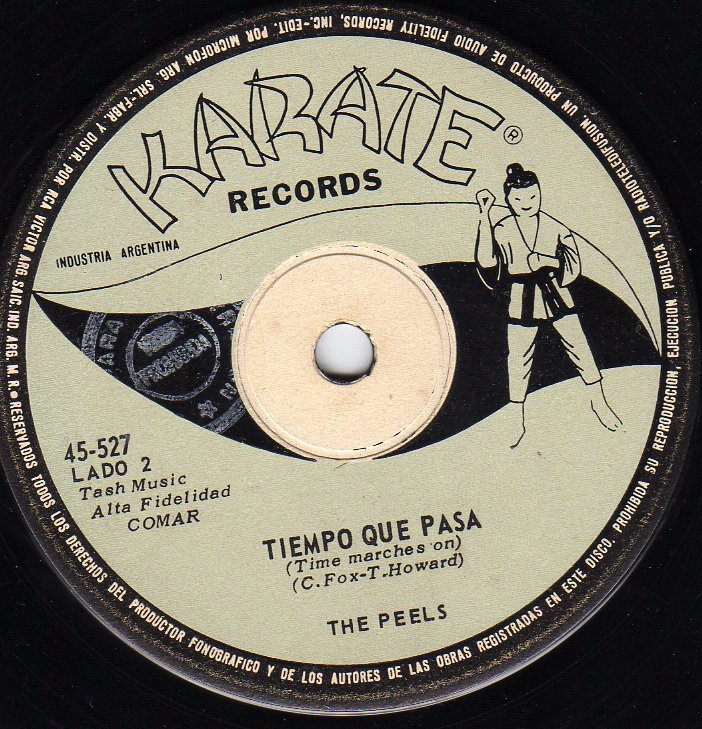 KARATE ®
RECORDS
INDUSTRIA ARGENTINA
45-527
LADO 2
Tash Music
Alta Fidelidad
COMAR
TIEMPO QUE PASA
(Time marches on)
(C.Fox-T.Howard)
THE PEELS
UN PRODUCTO DE AUDIO FIDELITY RECORDS, INC.-EDIT. POR MICROFON ARG. SRL-FABR. Y DISTR. POR RCA VICTOR ARG. SAIC. IND. ARG. M. R. ● RESERVADOS TODOS LOS DERECHOS DEL PRODUCTOR FONOGRAFICO Y DE LOS AUTORES DE LAS OBRAS REGISTRADAS EN ESTE DISCO. PROHIBIDA SU REPRODUCCION, EJECUCION PUBLICA Y/O RADIOTELEDIFUSION.